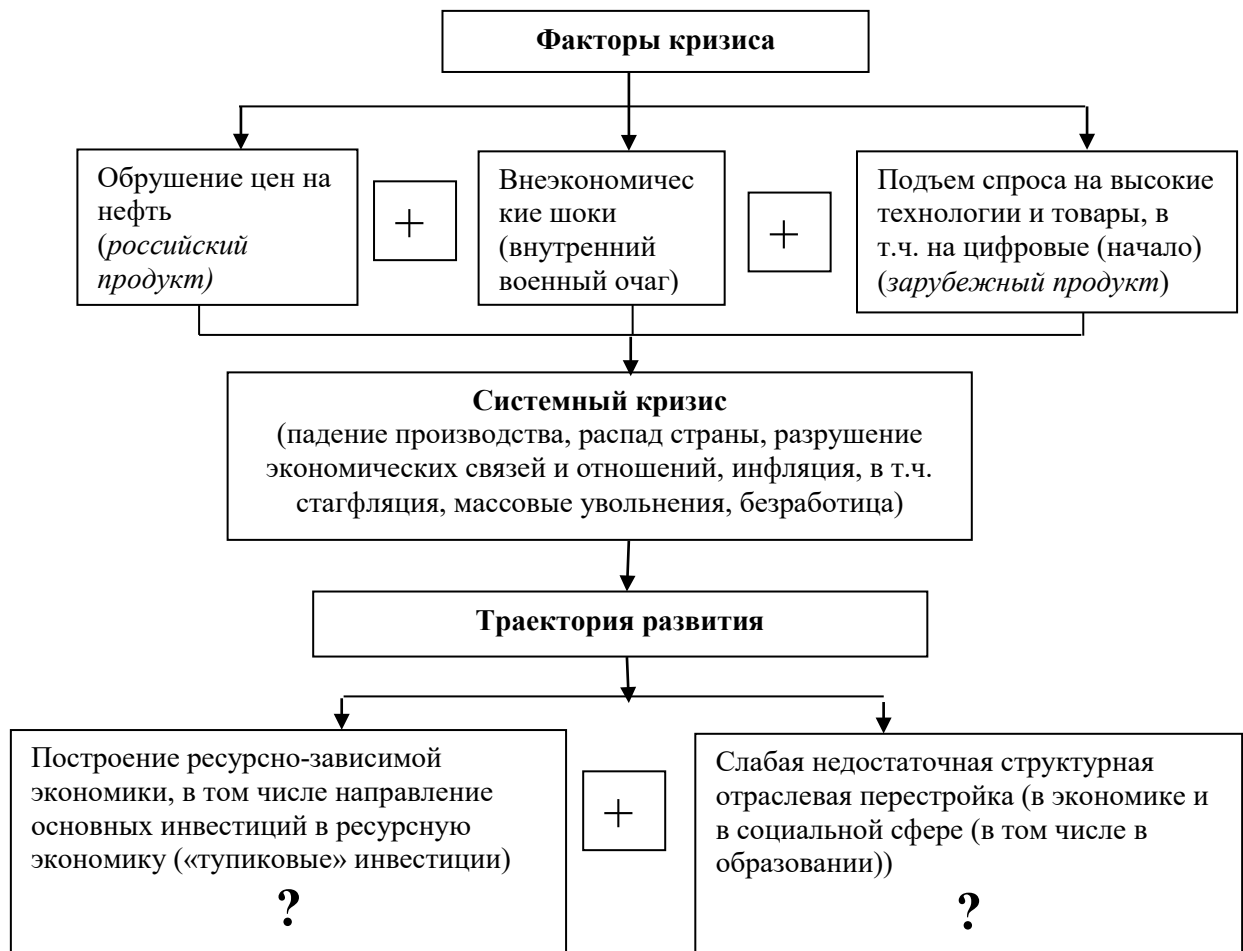 Факторы кризиса
Обрушение цен на
нефть
(российский
продукт)
+
Внеэкономичес
кие шоки
(внутренний
военный очаг)
+
Подъем спроса на высокие
технологии и товары, в
т.ч. на цифровые (начало)
(зарубежный продукт)
Системный кризис
(падение производства, распад страны, разрушение
экономических связей и отношений, инфляция, в т.ч.
стагфляция, массовые увольнения, безработица)
Траектория развития
Построение ресурсно-зависимой
экономики, в том числе направление
основных инвестиций в ресурсную
экономику («тупиковые» инвестиции)
?
+
Слабая недостаточная структурная
отраслевая перестройка (в экономике и
в социальной сфере (в том числе в
образовании))
?